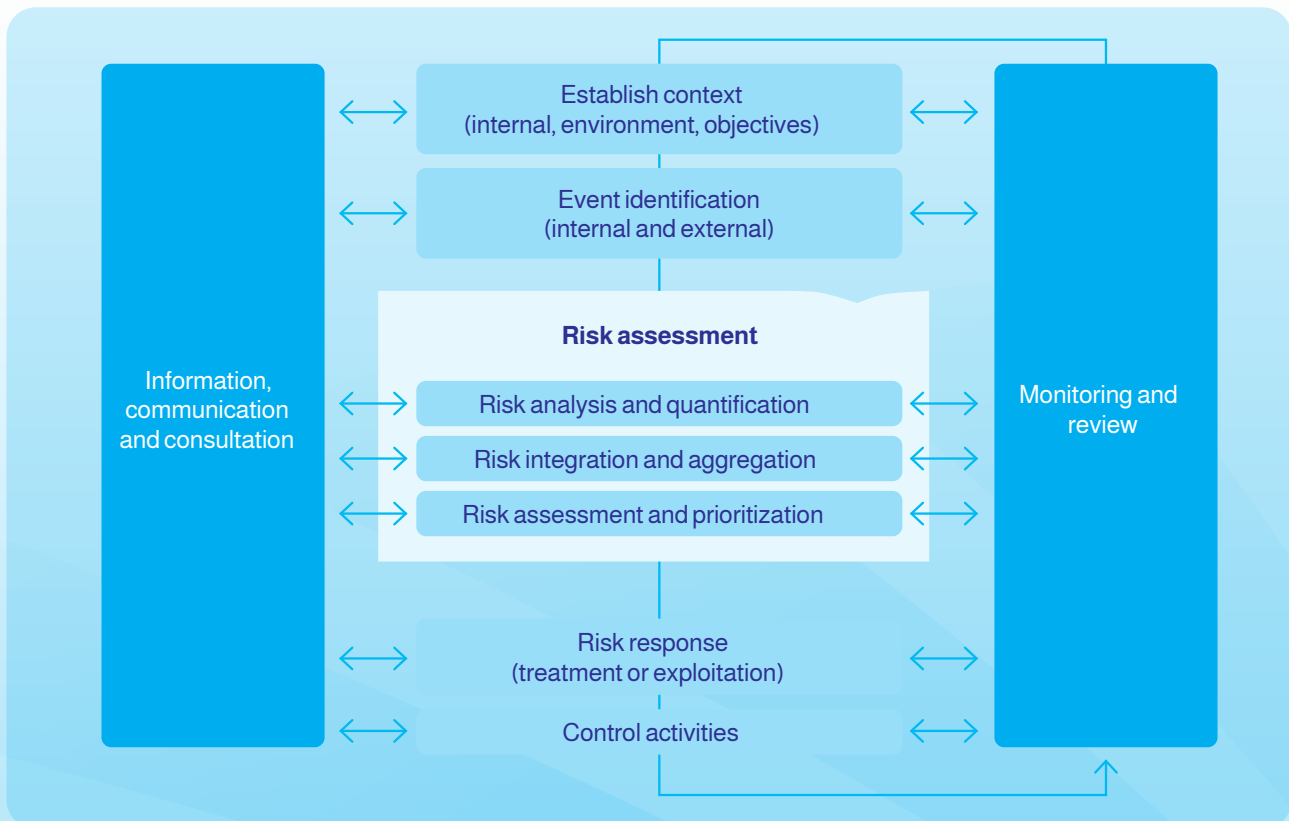 Establish context
(internal, environment, objectives)
Event identification
(internal and external)
Risk assessment
Information,
communication
and consultation
Risk analysis and quantification
Risk integration and aggregation
Risk assessment and prioritization
Monitoring and
review
Risk response
(treatment or exploitation)
Control activities